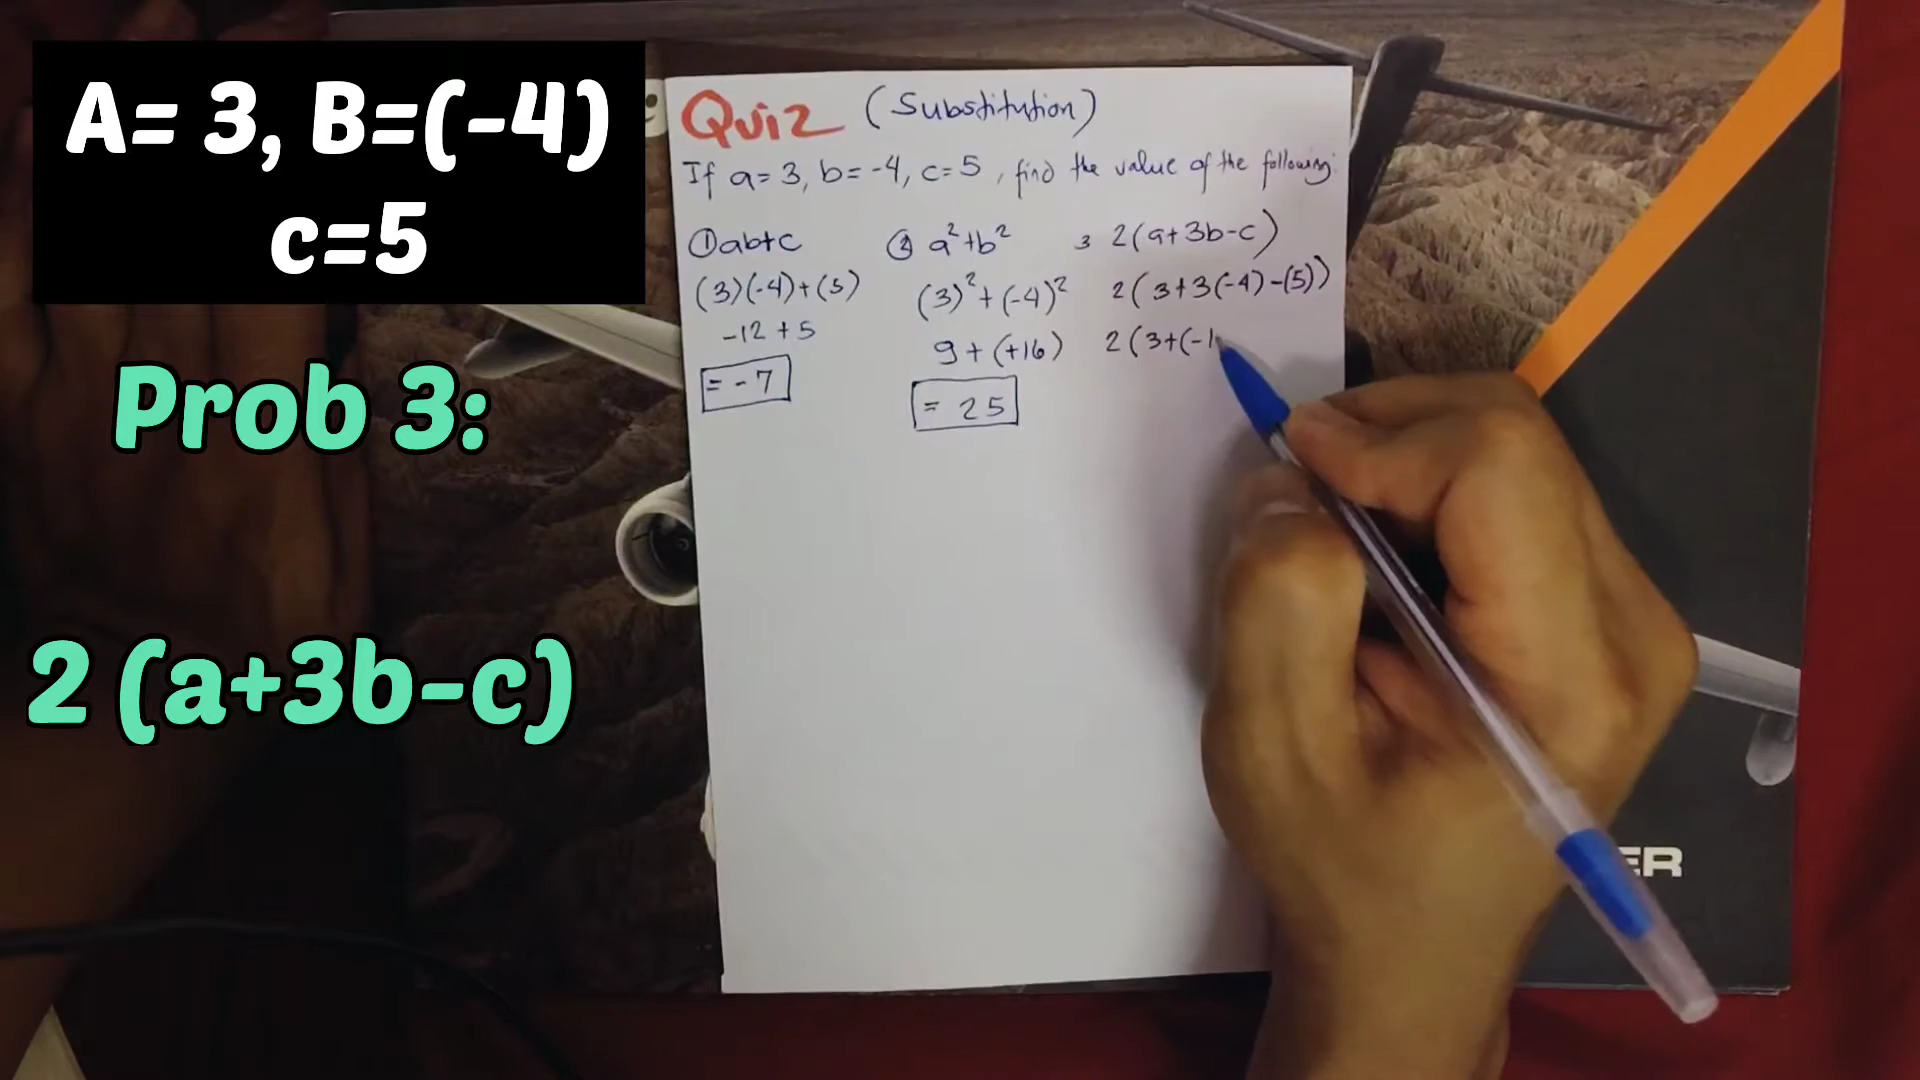 A= 3, B=(-4)
c=5
Prob 3:
2 (a+3b-c)
Quiz (Substitution)
If a=3, b=-4, c=5, find the value of the following:
① ab+c
(3)(-4)+(5)
-12 + 5
= -7
② a²+b²
(3)²+(-4)²
9+(+16)
= 25
3 2(a+3b-c)
2(3+3(-4)-(5))
2(3+(-1
ER